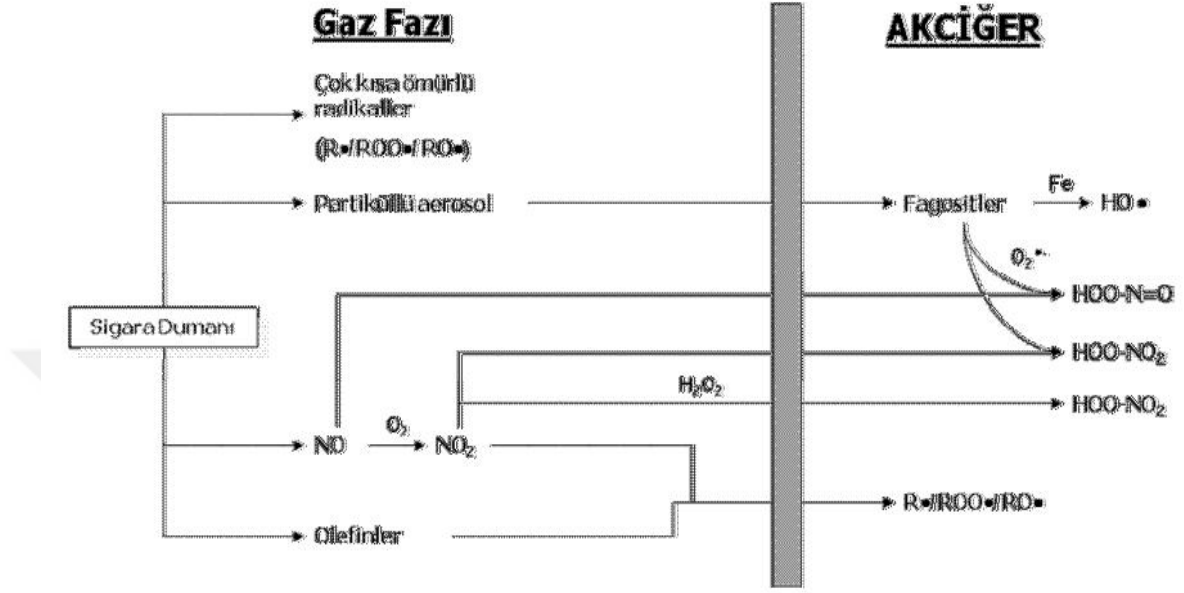 Gaz Fazı
AKCİĞER
Çok kısa ömürlü
radikaller
(R•/ROO•/RO•)
Partiküllü aerosol
Fagositler
Fe
HO•
O₂•-
HOO-N=O
Sigara Dumanı
HOO-NO₂
H₂O₂
HOO-NO₂
NO
O₂
NO₂
R•/ROO•/RO•
Olefinler